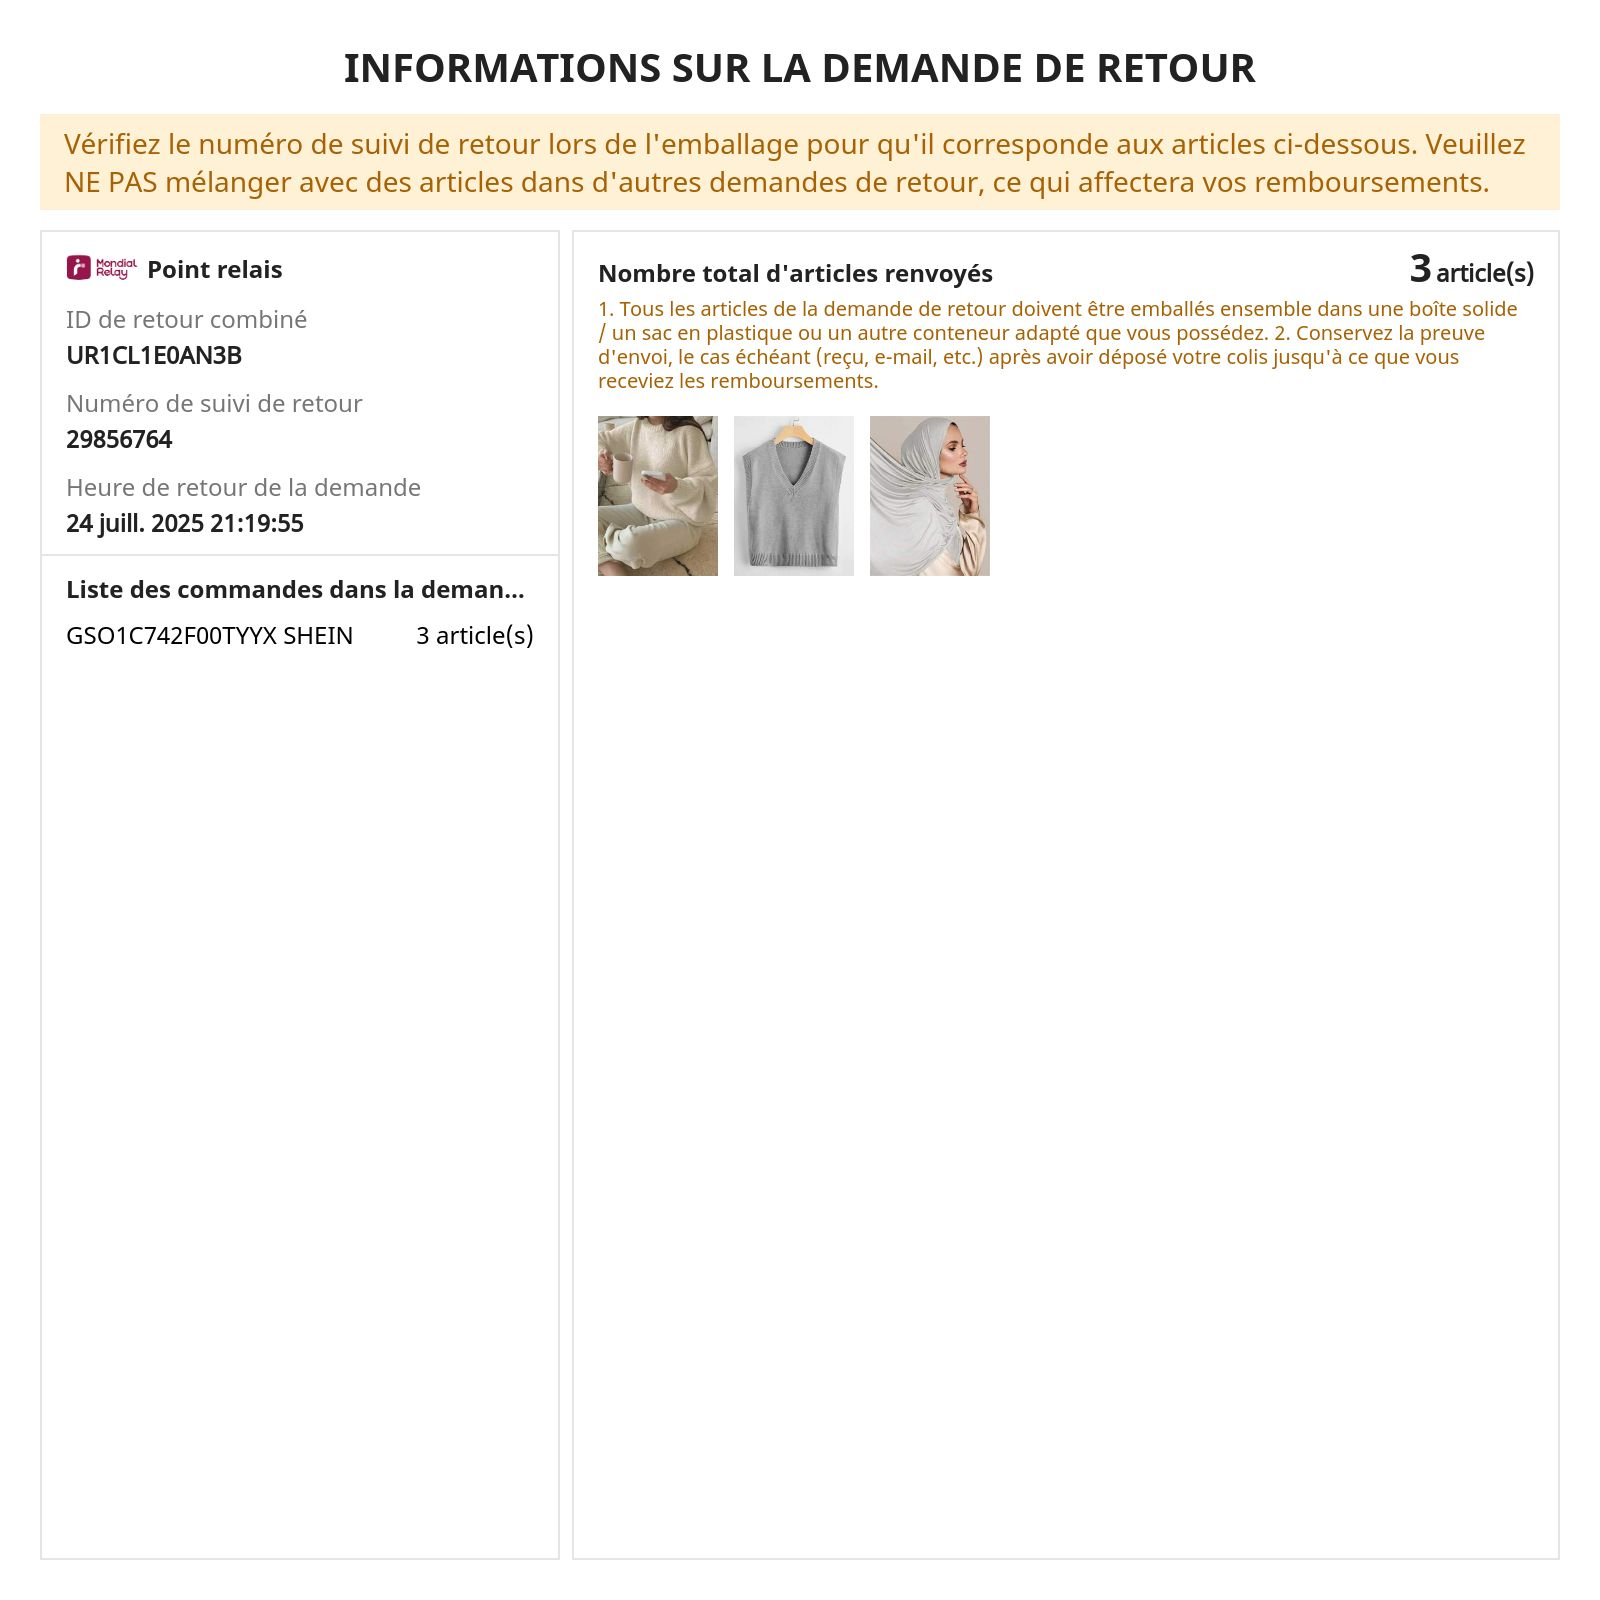 INFORMATIONS SUR LA DEMANDE DE RETOUR
Vérifiez le numéro de suivi de retour lors de l'emballage pour qu'il corresponde aux articles ci-dessous. Veuillez
NE PAS mélanger avec des articles dans d'autres demandes de retour, ce qui affectera vos remboursements.
Mondial
Relay
Point relais
ID de retour combiné
UR1CL1E0AN3B
Numéro de suivi de retour
29856764
Heure de retour de la demande
24 juill. 2025 21:19:55
Liste des commandes dans la deman...
GSO1C742F00TYYX SHEIN 3 article(s)
Nombre total d'articles renvoyés 3 article(s)
1. Tous les articles de la demande de retour doivent être emballés ensemble dans une boîte solide
/ un sac en plastique ou un autre conteneur adapté que vous possédez. 2. Conservez la preuve
d'envoi, le cas échéant (reçu, e-mail, etc.) après avoir déposé votre colis jusqu'à ce que vous
receviez les remboursements.